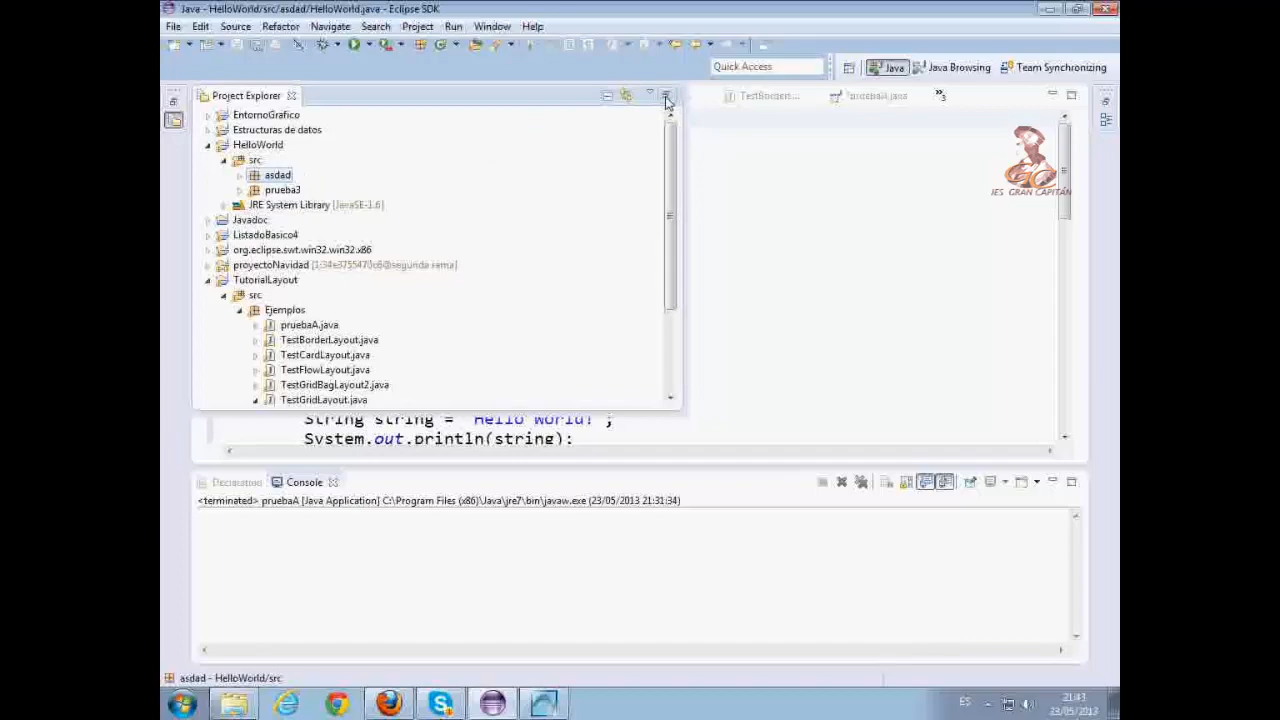 Java - HelloWorld/src/asdad/HelloWorld.java - Eclipse SDK
File Edit Source Refactor Navigate Search Project Run Window Help
Quick Access
Java
Java Browsing
Team Synchronizing
Project Explorer
»3
EntornoGrafico
Estructuras de datos
HelloWorld
src
asdad
prueba3
JRE System Library [JavaSE-1.6]
Javadoc
ListadoBasico4
org.eclipse.swt.win32.win32.x86
proyectoNavidad
TutorialLayout
src
Ejemplos
pruebaA.java
TestBorderLayout.java
TestCardLayout.java
TestFlowLayout.java
TestGridBagLayout2.java
TestGridLayout.java
IES GRAN CAPITÁN
String string = "Hello World!";
System.out.println(string);
Declaration
Console
<terminated> pruebaA [Java Application] C:\Program Files (x86)\Java\jre7\bin\javaw.exe (23/05/2013 21:31:34)
asdad - HelloWorld/src
ES
21:43
23/05/2013